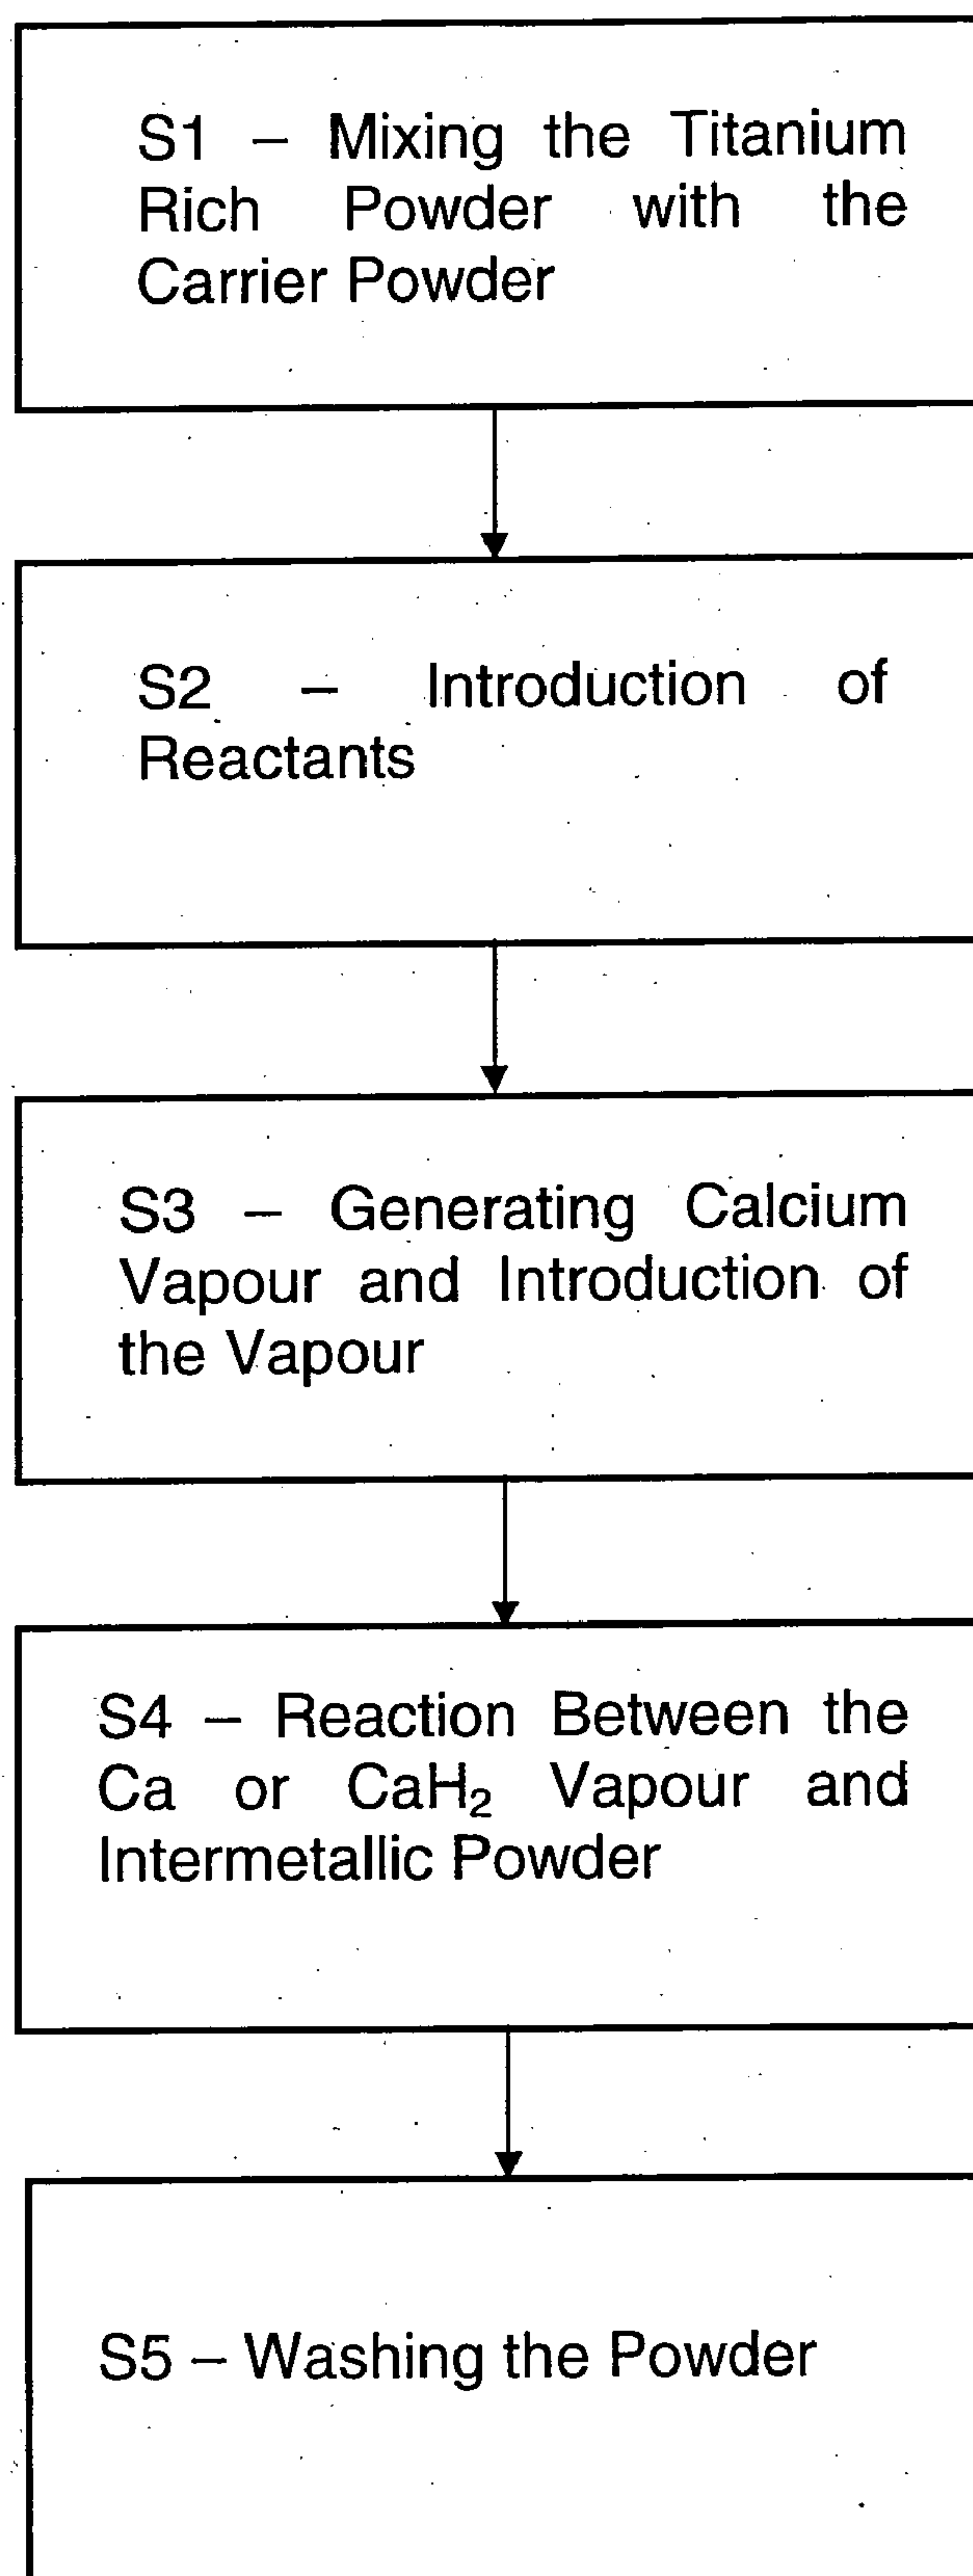 S1 – Mixing the Titanium
Rich Powder with the
Carrier Powder
S2 – Introduction of
Reactants
S3 – Generating Calcium
Vapour and Introduction of
the Vapour
S4 – Reaction Between the
Ca or CaH₂ Vapour and
Intermetallic Powder
S5 – Washing the Powder